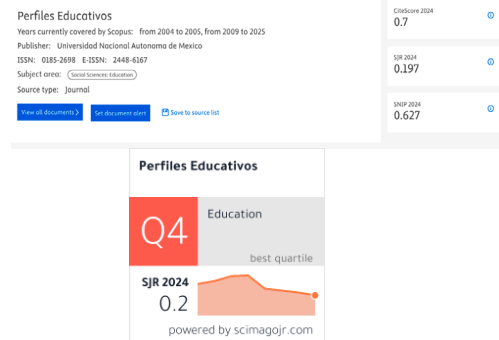 Perfiles Educativos
Years currently covered by Scopus: from 2004 to 2005, from 2009 to 2025
Publisher: Universidad Nacional Autonoma de Mexico
ISSN: 0185-2698 E-ISSN: 2448-6167
Subject area: Social Sciences: Education
Source type: Journal
View all documents >
Set document alert
Save to source list
CiteScore 2024
0.7
SJR 2024
0.197
SNIP 2024
0.627
Perfiles Educativos
Q4
Education
best quartile
SJR 2024
0.2
powered by scimagojr.com